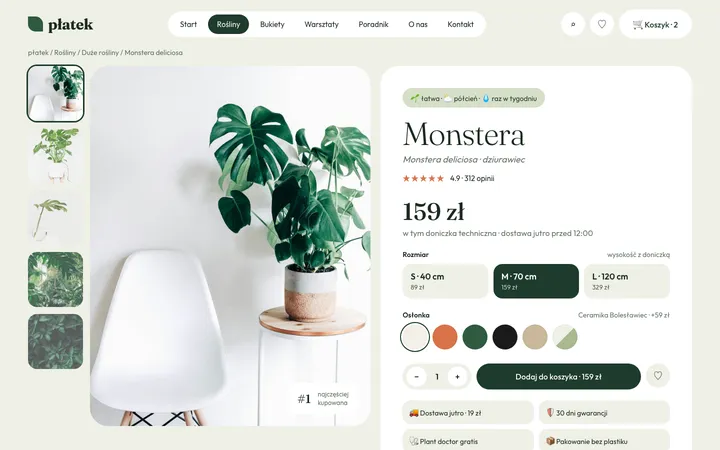 płatek
Start
Rośliny
Bukiety
Warsztaty
Poradnik
O nas
Kontakt
Koszyk · 2
płatek / Rośliny / Duże rośliny / Monstera deliciosa
łatwa · półcień · raz w tygodniu
Monstera
Monstera deliciosa · dziurawiec
★★★★★ 4.9 · 312 opinii
159 zł
w tym doniczka techniczna · dostawa jutro przed 12:00
Rozmiar
wysokość z doniczką
S · 40 cm
89 zł
M · 70 cm
159 zł
L · 120 cm
329 zł
Osłonka
Ceramika Bolesławiec · +59 zł
− 1 +
Dodaj do koszyka · 159 zł
#1 najczęściej
kupowana
Dostawa jutro · 19 zł
30 dni gwarancji
Plant doctor gratis
Pakowanie bez plastiku